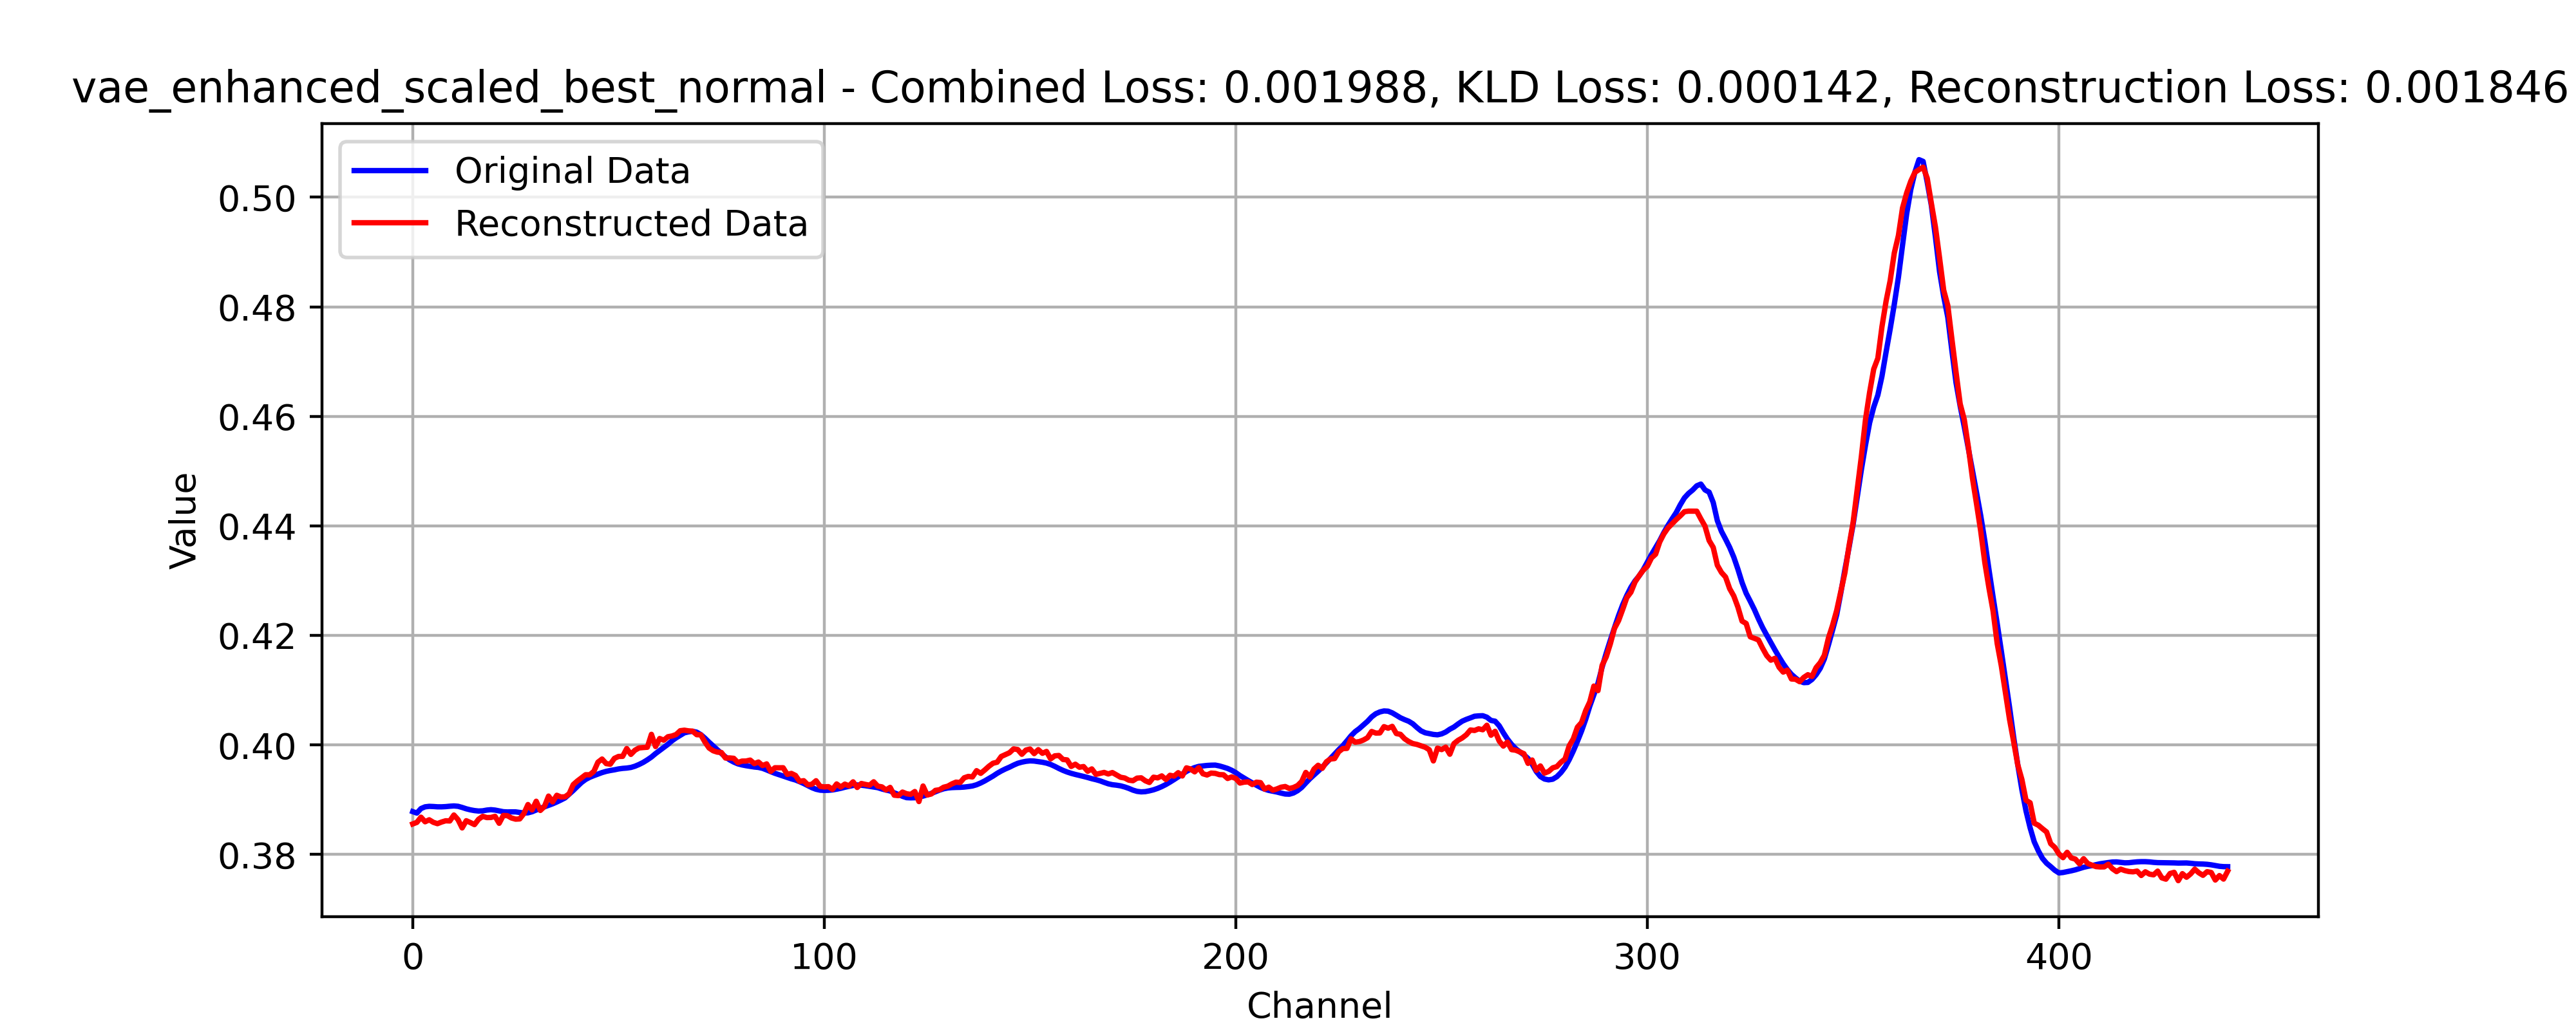 vae_enhanced_scaled_best_normal - Combined Loss: 0.001988, KLD Loss: 0.000142, Reconstruction Loss: 0.001846
Original Data
Reconstructed Data
0.50
0.48
0.46
0.44
0.42
0.40
0.38
Value
0 100 200 300 400
Channel